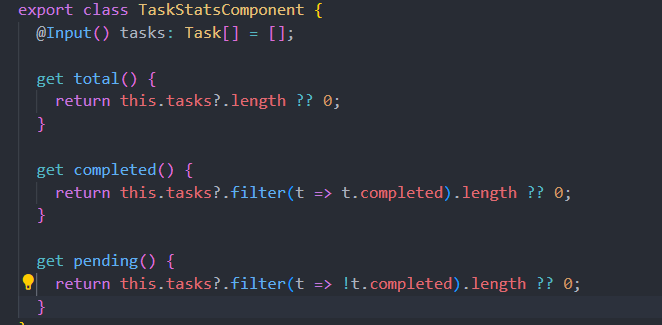 export class TaskStatsComponent {
  @Input() tasks: Task[] = [];

  get total() {
    return this.tasks?.length ?? 0;
  }

  get completed() {
    return this.tasks?.filter(t => t.completed).length ?? 0;
  }

  get pending() {
    return this.tasks?.filter(t => !t.completed).length ?? 0;
  }
}